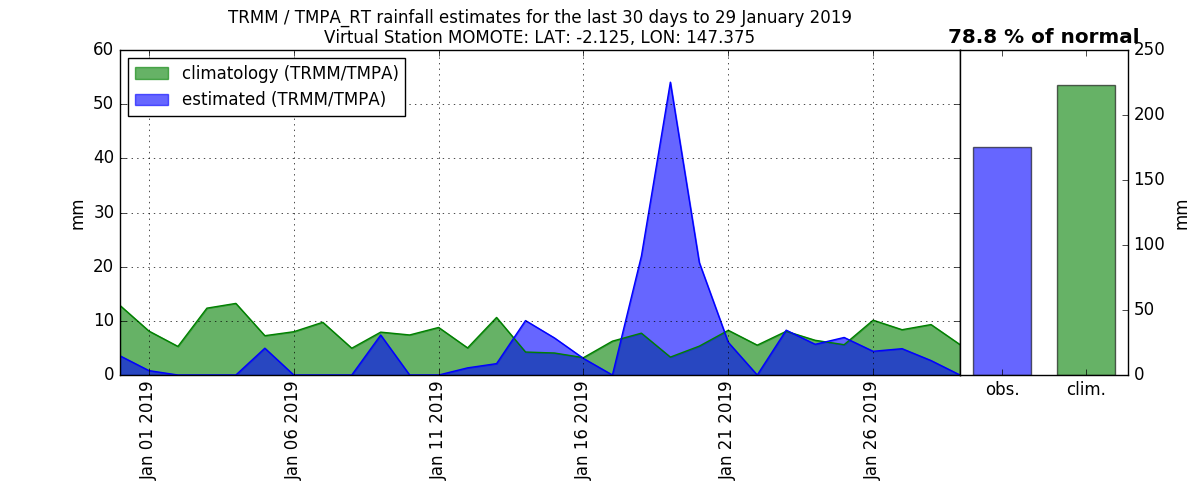 TRMM / TMPA_RT rainfall estimates for the last 30 days to 29 January 2019
Virtual Station MOMOTE: LAT: -2.125, LON: 147.375
78.8 % of normal
climatology (TRMM/TMPA)
estimated (TRMM/TMPA)
60
50
40
30
20
10
0
mm
Jan 01 2019
Jan 06 2019
Jan 11 2019
Jan 16 2019
Jan 21 2019
Jan 26 2019
obs.
clim.
250
200
150
100
50
0
mm